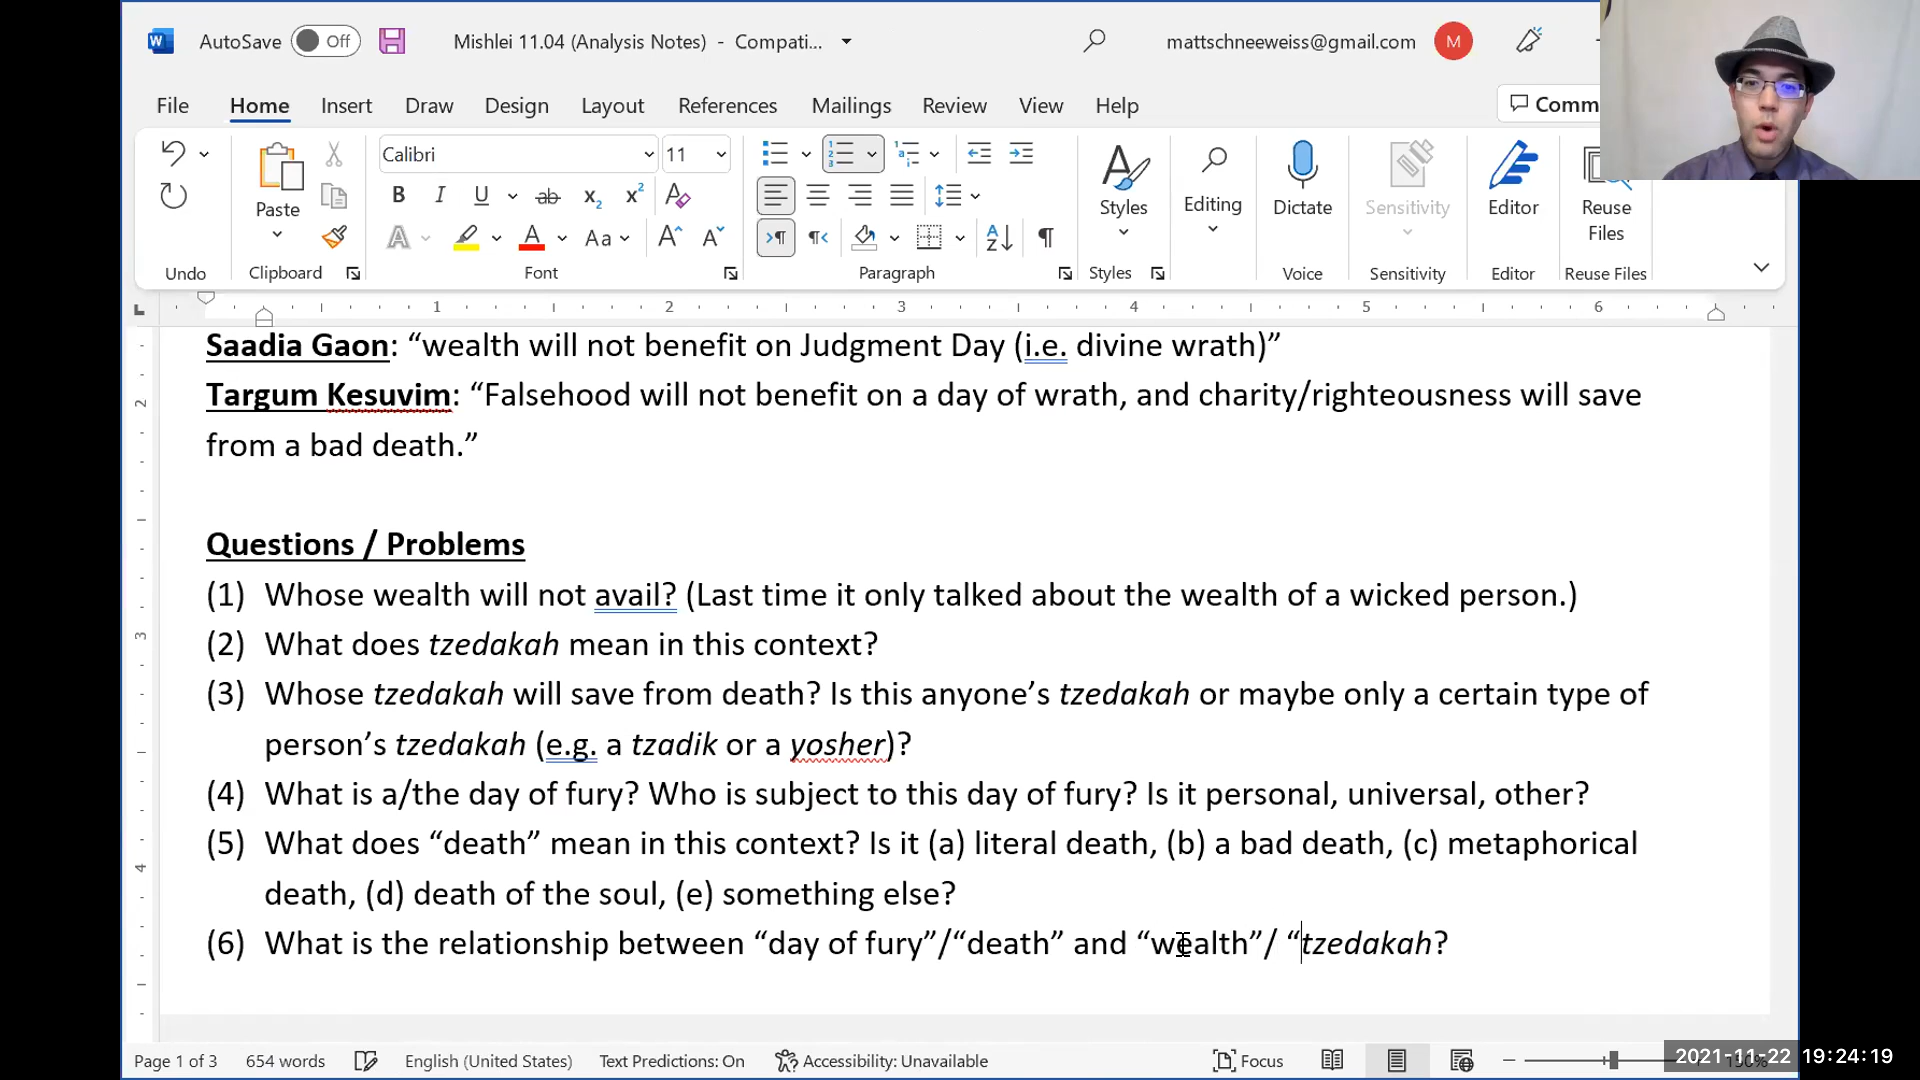 AutoSave Off Mishlei 11.04 (Analysis Notes) - Compati... mattschneeweiss@gmail.com M
File Home Insert Draw Design Layout References Mailings Review View Help Comm
Calibri 11
Paste Styles Editing Dictate Sensitivity Editor Reuse Files
Undo Clipboard Font Paragraph Styles Voice Sensitivity Editor Reuse Files
1 2 3 4 5 6
Saadia Gaon: “wealth will not benefit on Judgment Day (i.e. divine wrath)”
Targum Kesuvim: “Falsehood will not benefit on a day of wrath, and charity/righteousness will save
from a bad death.”
Questions / Problems
(1) Whose wealth will not avail? (Last time it only talked about the wealth of a wicked person.)
(2) What does tzedakah mean in this context?
(3) Whose tzedakah will save from death? Is this anyone’s tzedakah or maybe only a certain type of
person’s tzedakah (e.g. a tzadik or a yosher)?
(4) What is a/the day of fury? Who is subject to this day of fury? Is it personal, universal, other?
(5) What does “death” mean in this context? Is it (a) literal death, (b) a bad death, (c) metaphorical
death, (d) death of the soul, (e) something else?
(6) What is the relationship between “day of fury”/“death” and “wealth”/ “tzedakah?
Page 1 of 3 654 words English (United States) Text Predictions: On Accessibility: Unavailable Focus
2021-11-22 19:24:19